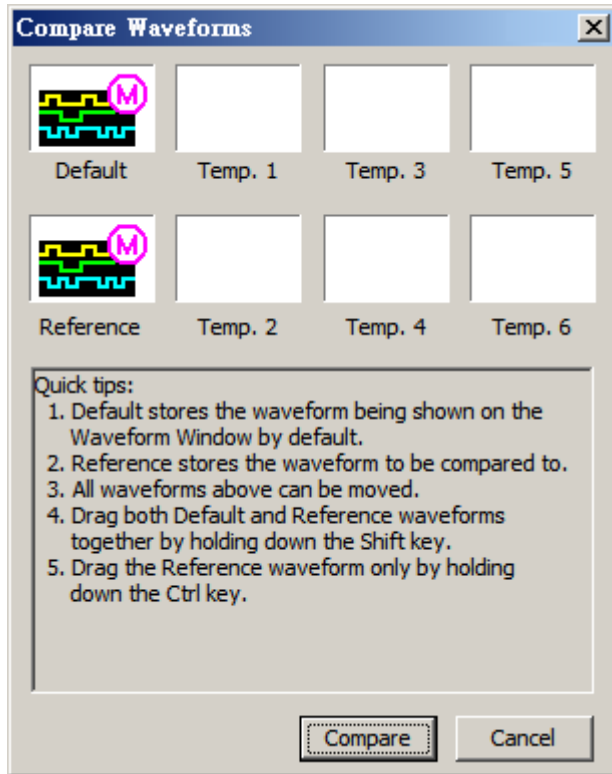 Compare Waveforms
M
Default Temp. 1 Temp. 3 Temp. 5
M
Reference Temp. 2 Temp. 4 Temp. 6
Quick tips:
1. Default stores the waveform being shown on the
Waveform Window by default.
2. Reference stores the waveform to be compared to.
3. All waveforms above can be moved.
4. Drag both Default and Reference waveforms
together by holding down the Shift key.
5. Drag the Reference waveform only by holding
down the Ctrl key.
Compare Cancel